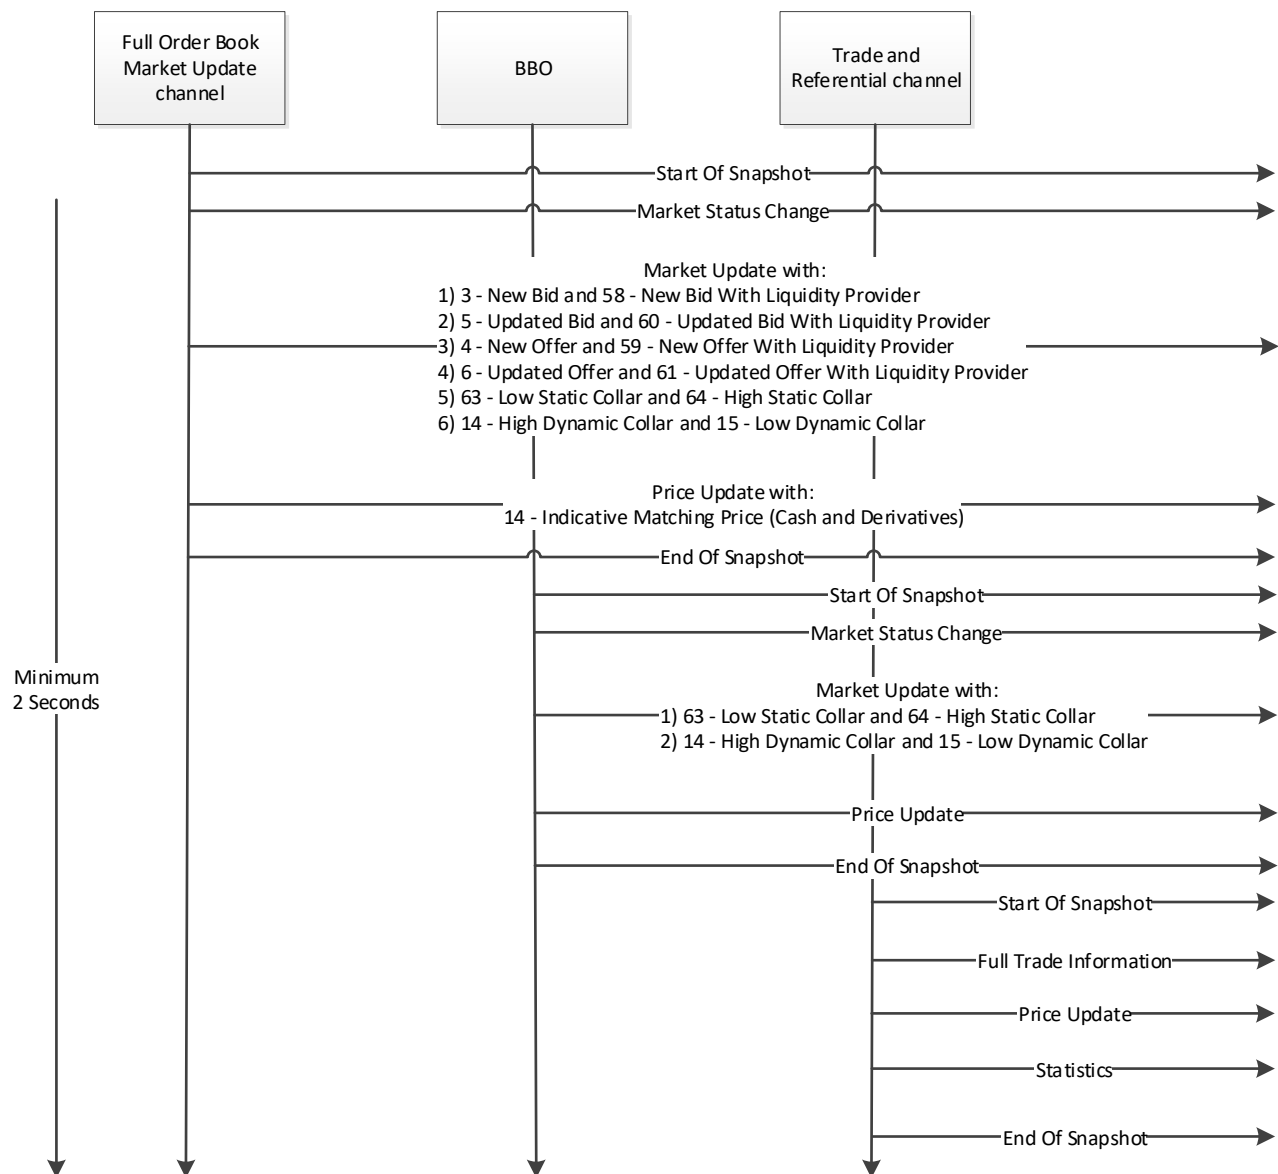 Full Order Book
Market Update
channel
BBO
Trade and
Referential channel
Start Of Snapshot
Market Status Change
Market Update with:
1) 3 - New Bid and 58 - New Bid With Liquidity Provider
2) 5 - Updated Bid and 60 - Updated Bid With Liquidity Provider
3) 4 - New Offer and 59 - New Offer With Liquidity Provider
4) 6 - Updated Offer and 61 - Updated Offer With Liquidity Provider
5) 63 - Low Static Collar and 64 - High Static Collar
6) 14 - High Dynamic Collar and 15 - Low Dynamic Collar
Price Update with:
14 - Indicative Matching Price (Cash and Derivatives)
End Of Snapshot
Start Of Snapshot
Market Status Change
Minimum
2 Seconds
Market Update with:
1) 63 - Low Static Collar and 64 - High Static Collar
2) 14 - High Dynamic Collar and 15 - Low Dynamic Collar
Price Update
End Of Snapshot
Start Of Snapshot
Full Trade Information
Price Update
Statistics
End Of Snapshot